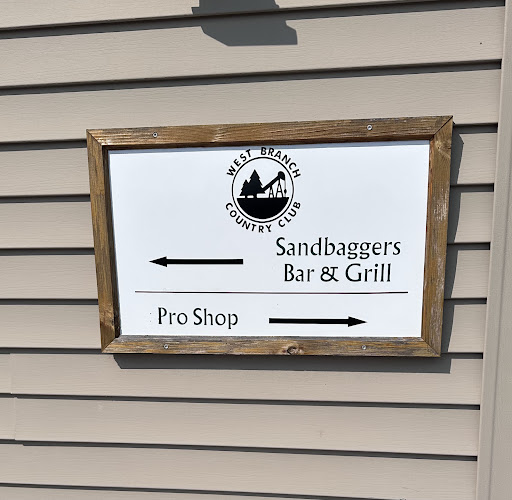 WEST BRANCH
COUNTRY CLUB
Sandbaggers
Bar & Grill
Pro Shop